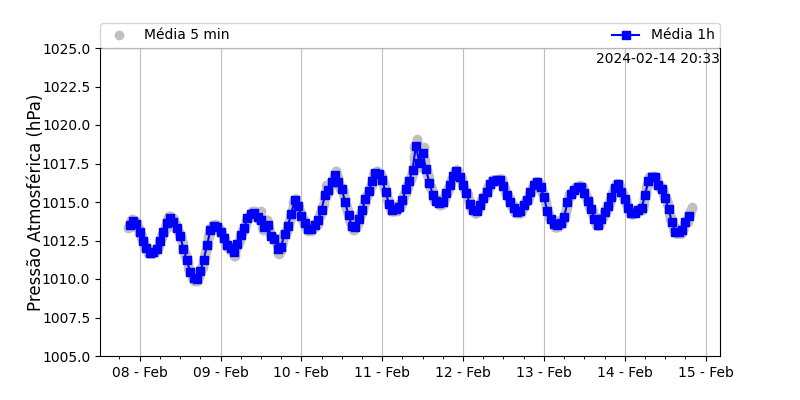 Média 5 min
Média 1h
2024-02-14 20:33
Pressão Atmosférica (hPa)
1025.0
1022.5
1020.0
1017.5
1015.0
1012.5
1010.0
1007.5
1005.0
08 - Feb
09 - Feb
10 - Feb
11 - Feb
12 - Feb
13 - Feb
14 - Feb
15 - Feb